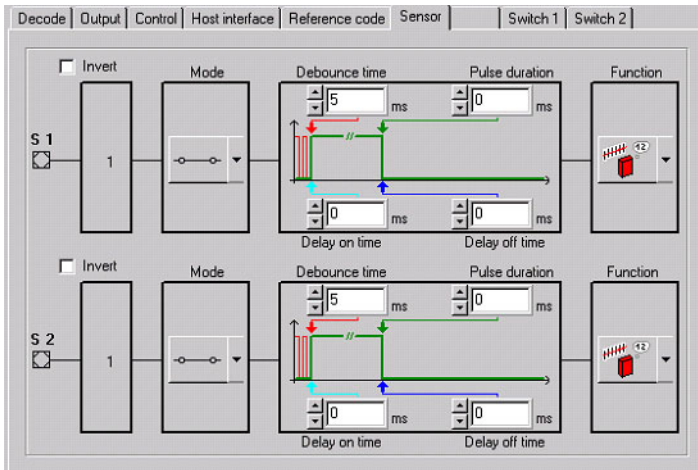 Decode Output Control Host interface Reference code Sensor Switch 1 Switch 2
Invert Mode Debounce time Pulse duration Function
5 ms 0 ms
S 1
1
12
0 ms 0 ms
Delay on time Delay off time
Invert Mode Debounce time Pulse duration Function
5 ms 0 ms
S 2
1
12
0 ms 0 ms
Delay on time Delay off time